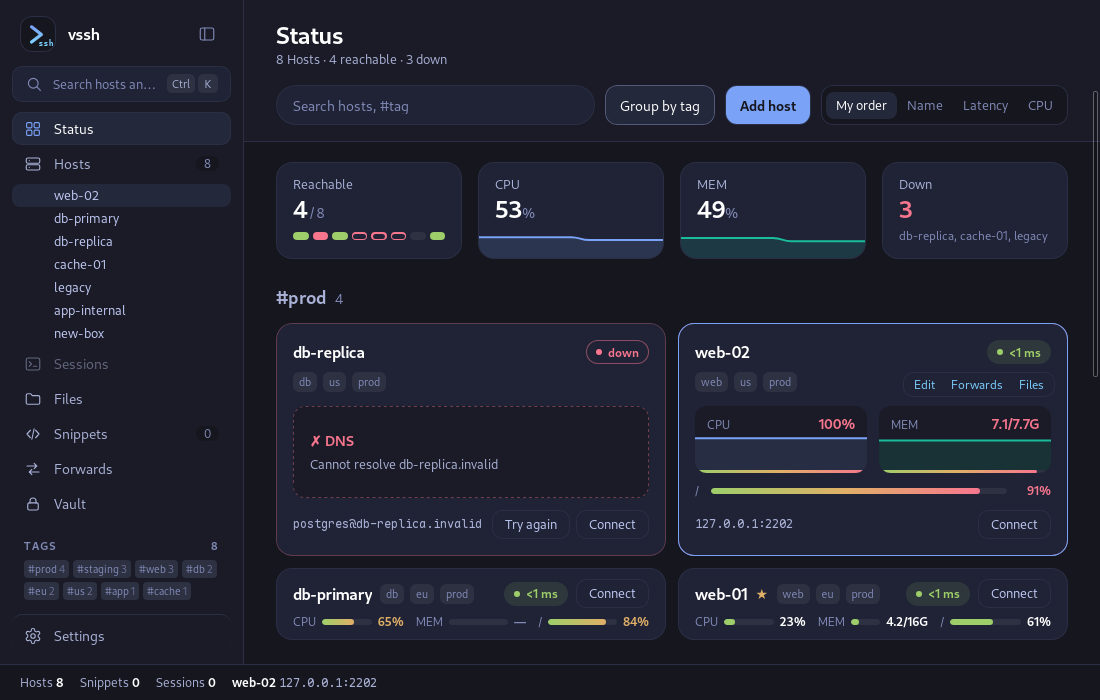 ssh
vssh
Search hosts an... Ctrl K
Status
Hosts 8
web-02
db-primary
db-replica
cache-01
legacy
app-internal
new-box
Sessions
Files
Snippets 0
Forwards
Vault
TAGS 8
#prod 4 #staging 3 #web 3 #db 2
#eu 2 #us 2 #app 1 #cache 1
Settings
Status
8 Hosts · 4 reachable · 3 down
Search hosts, #tag
Group by tag
Add host
My order Name Latency CPU
Reachable
4 / 8
CPU
53%
MEM
49%
Down
3
db-replica, cache-01, legacy
#prod 4
db-replica
down
db us prod
✗ DNS
Cannot resolve db-replica.invalid
postgres@db-replica.invalid
Try again
Connect
web-02
<1 ms
web us prod
Edit Forwards Files
CPU 100%
MEM 7.1/7.7G
/ 91%
127.0.0.1:2202
Connect
db-primary db eu prod <1 ms Connect
CPU 65% MEM — / 84%
web-01 ★ web eu prod <1 ms Connect
CPU 23% MEM 4.2/16G / 61%
Hosts 8 Snippets 0 Sessions 0 web-02 127.0.0.1:2202